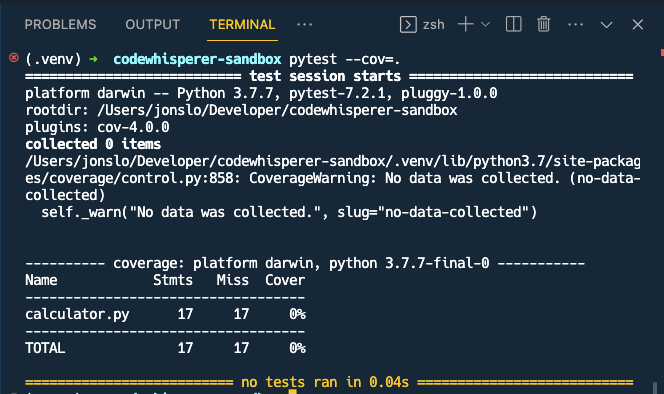 PROBLEMS OUTPUT TERMINAL ··· zsh
(.venv) → codewhisperer-sandbox pytest --cov=.
=========================== test session starts ============================
platform darwin -- Python 3.7.7, pytest-7.2.1, pluggy-1.0.0
rootdir: /Users/jonslo/Developer/codewhisperer-sandbox
plugins: cov-4.0.0
collected 0 items
/Users/jonslo/Developer/codewhisperer-sandbox/.venv/lib/python3.7/site-packag
es/coverage/control.py:858: CoverageWarning: No data was collected. (no-data-
collected)
  self._warn("No data was collected.", slug="no-data-collected")
---------- coverage: platform darwin, python 3.7.7-final-0 -----------
Name            Stmts   Miss  Cover
-----------------------------------
calculator.py      17     17     0%
-----------------------------------
TOTAL              17     17     0%
========================== no tests ran in 0.04s ===========================